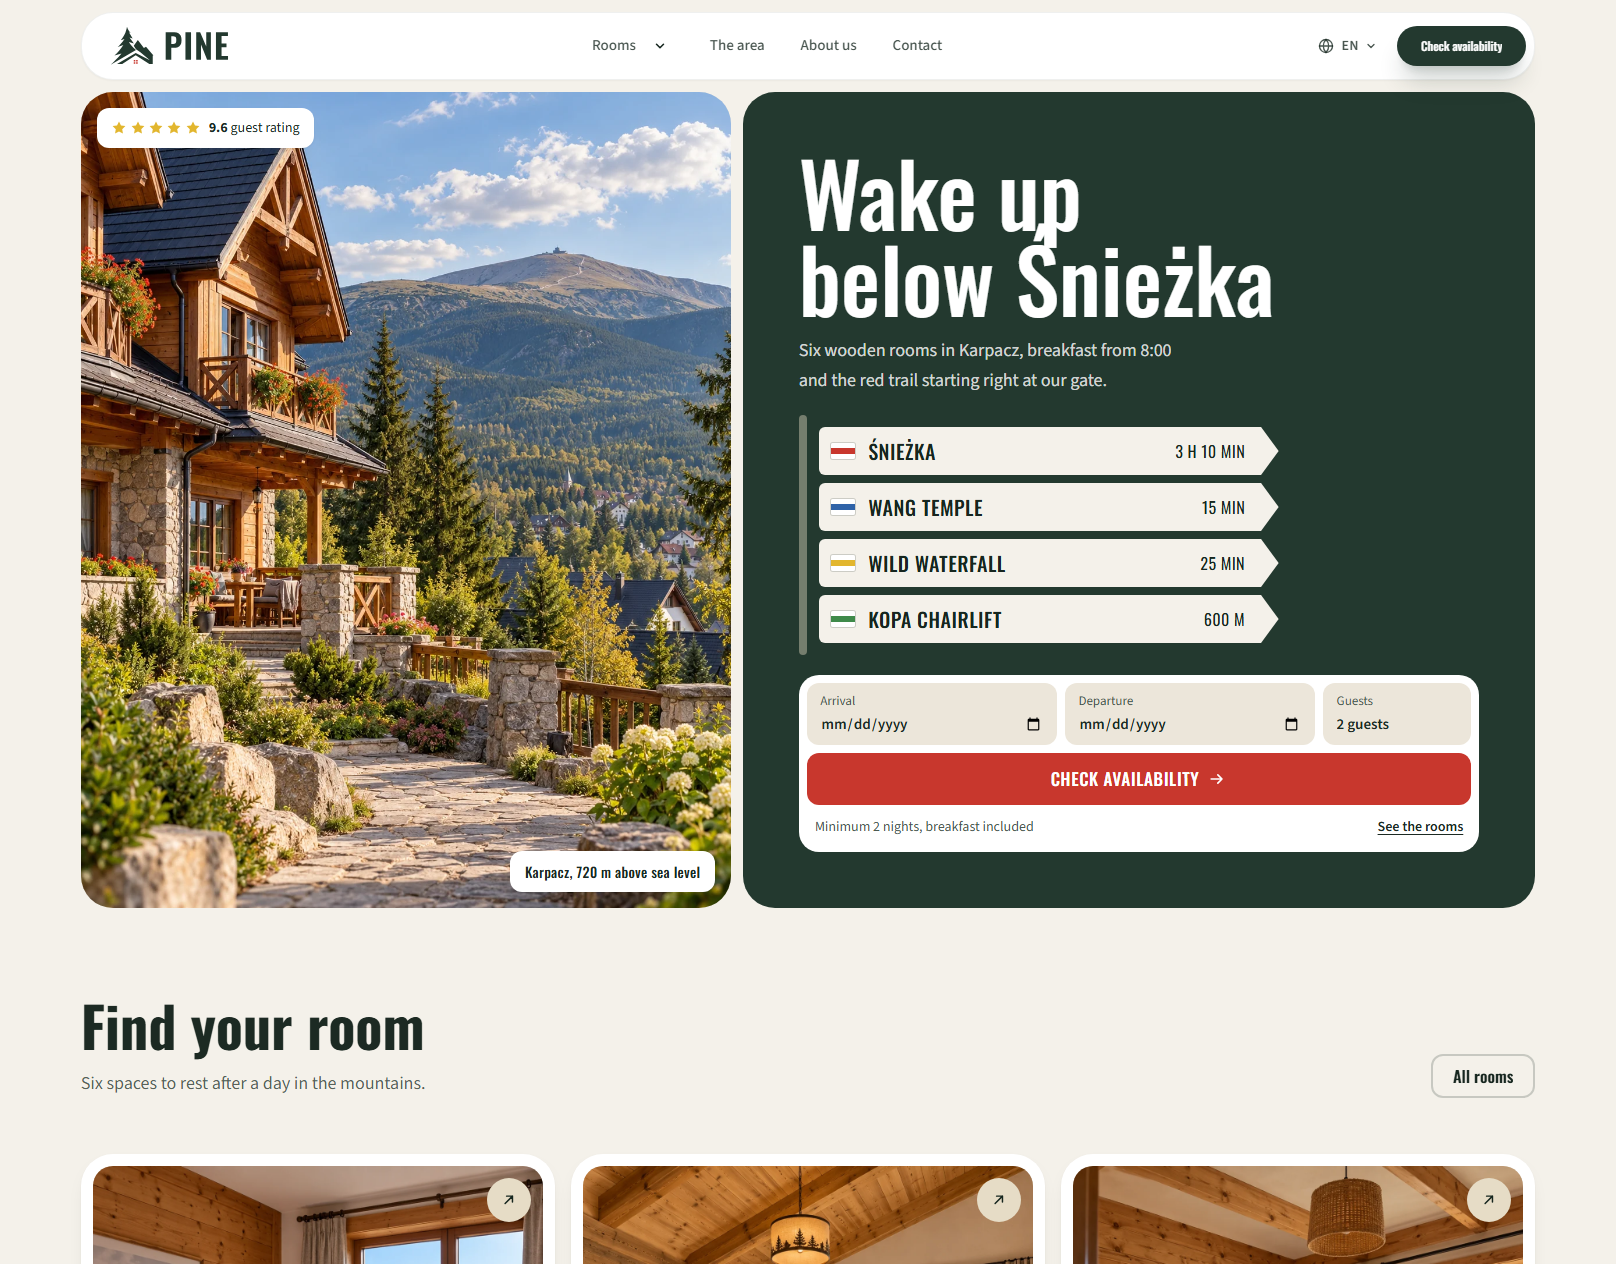 PINE
Rooms
The area
About us
Contact
EN
Check availability
9.6 guest rating
Karpacz, 720 m above sea level
Wake up
below Śnieżka
Six wooden rooms in Karpacz, breakfast from 8:00
and the red trail starting right at our gate.
ŚNIEŻKA 3 H 10 MIN
WANG TEMPLE 15 MIN
WILD WATERFALL 25 MIN
KOPA CHAIRLIFT 600 M
Arrival
mm/dd/yyyy
Departure
mm/dd/yyyy
Guests
2 guests
CHECK AVAILABILITY →
Minimum 2 nights, breakfast included
See the rooms
Find your room
Six spaces to rest after a day in the mountains.
All rooms